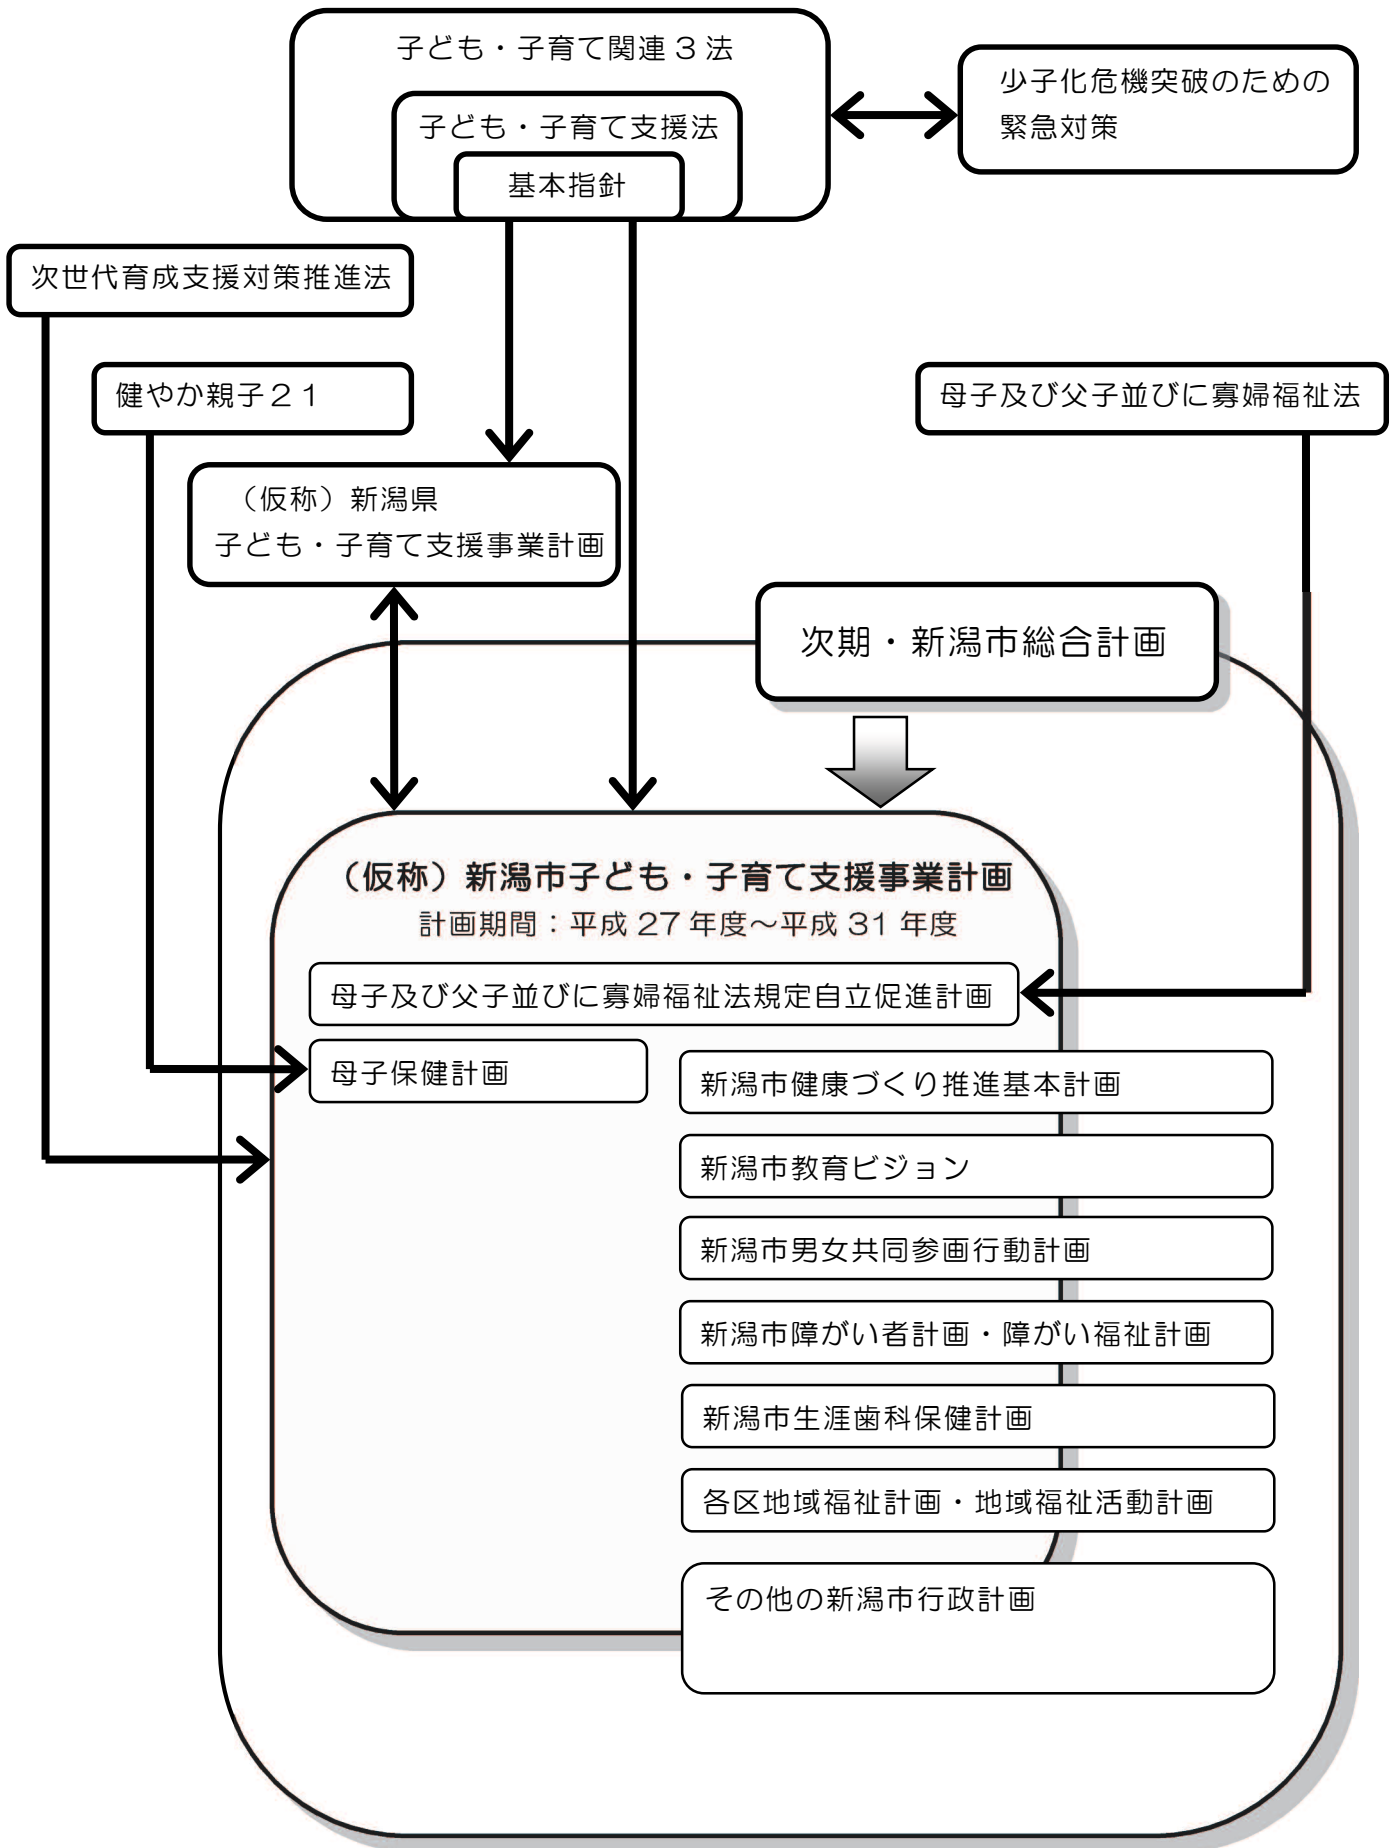 子ども・子育て関連３法
少子化危機突破のための
緊急対策
子ども・子育て支援法
基本指針
次世代育成支援対策推進法
健やか親子２１
母子及び父子並びに寡婦福祉法
（仮称）新潟県
子ども・子育て支援事業計画
次期・新潟市総合計画
（仮称）新潟市子ども・子育て支援事業計画
計画期間：平成 27 年度～平成 31 年度
母子及び父子並びに寡婦福祉法規定自立促進計画
母子保健計画
新潟市健康づくり推進基本計画
新潟市教育ビジョン
新潟市男女共同参画行動計画
新潟市障がい者計画・障がい福祉計画
新潟市生涯歯科保健計画
各区地域福祉計画・地域福祉活動計画
その他の新潟市行政計画